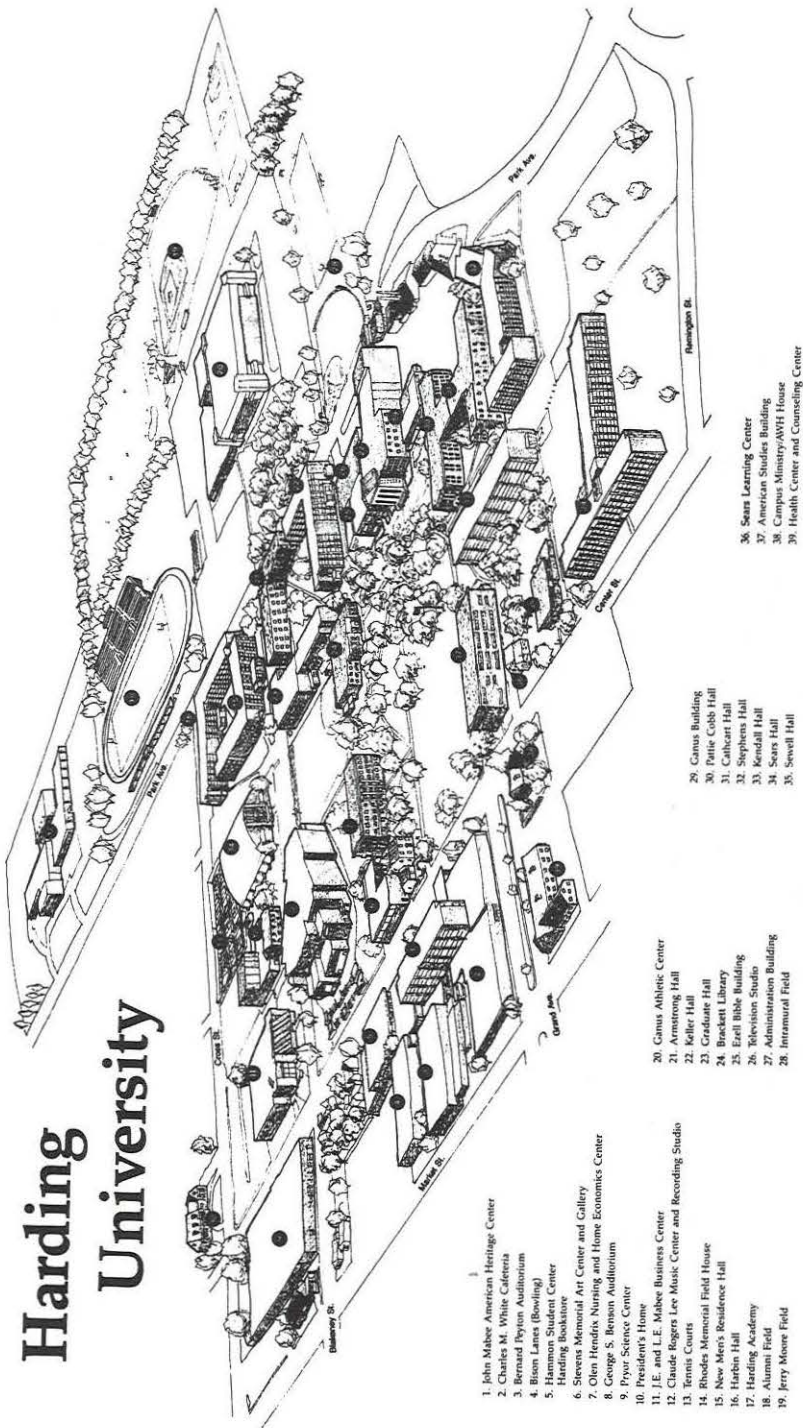 Harding
University
Park Ave.
Park Ave.
Remington St.
Center St.
Cross St.
Grand Ave.
Market St.
Blakeney St.
1. John Mabee American Heritage Center
2. Charles M. White Cafeteria
3. Bernard Peyton Auditorium
4. Bison Lanes (Bowling)
5. Hammon Student Center
Harding Bookstore
6. Stevens Memorial Art Center and Gallery
7. Olen Hendrix Nursing and Home Economics Center
8. George S. Benson Auditorium
9. Pryor Science Center
10. President's Home
11. J.E. and L.E. Mabee Business Center
12. Claude Rogers Lee Music Center and Recording Studio
13. Tennis Courts
14. Rhodes Memorial Field House
15. New Men's Residence Hall
16. Harbin Hall
17. Harding Academy
18. Alumni Field
19. Jerry Moore Field
20. Ganus Athletic Center
21. Armstrong Hall
22. Keller Hall
23. Graduate Hall
24. Brackett Library
25. Ezell Bible Building
26. Television Studio
27. Administration Building
28. Intramural Field
29. Ganus Building
30. Pattie Cobb Hall
31. Cathcart Hall
32. Stephens Hall
33. Kendall Hall
34. Sears Hall
35. Sewell Hall
36. Sears Learning Center
37. American Studies Building
38. Campus Ministry/AWH House
39. Health Center and Counseling Center